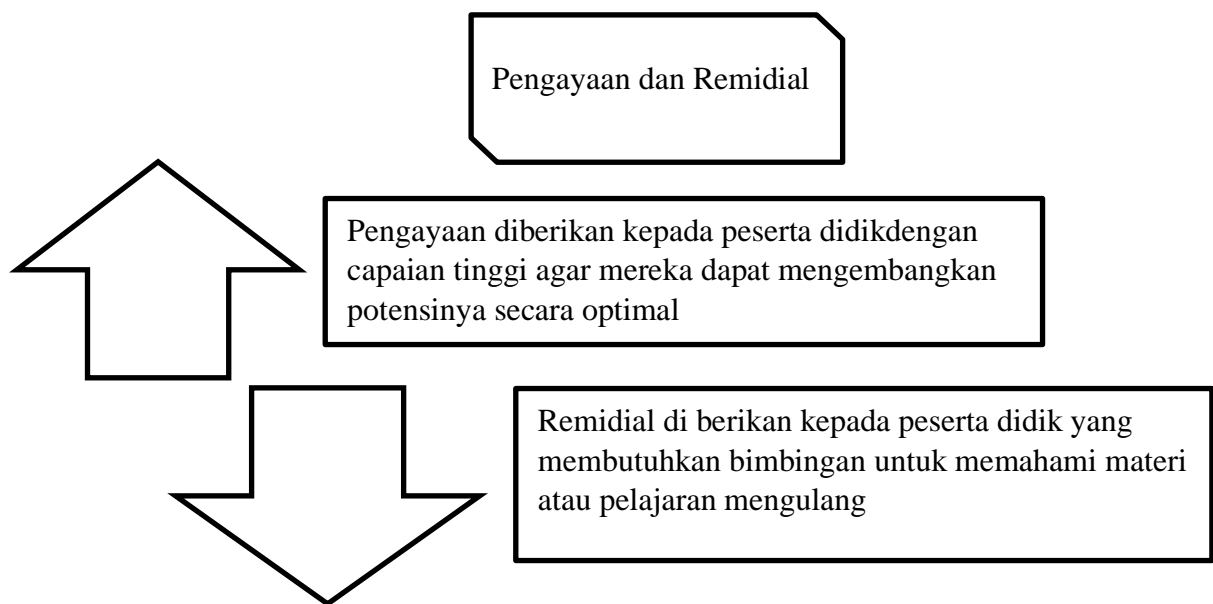 Pengayaan dan Remidial
Pengayaan diberikan kepada peserta didikdengan
capaian tinggi agar mereka dapat mengembangkan
potensinya secara optimal
Remidial di berikan kepada peserta didik yang
membutuhkan bimbingan untuk memahami materi
atau pelajaran mengulang